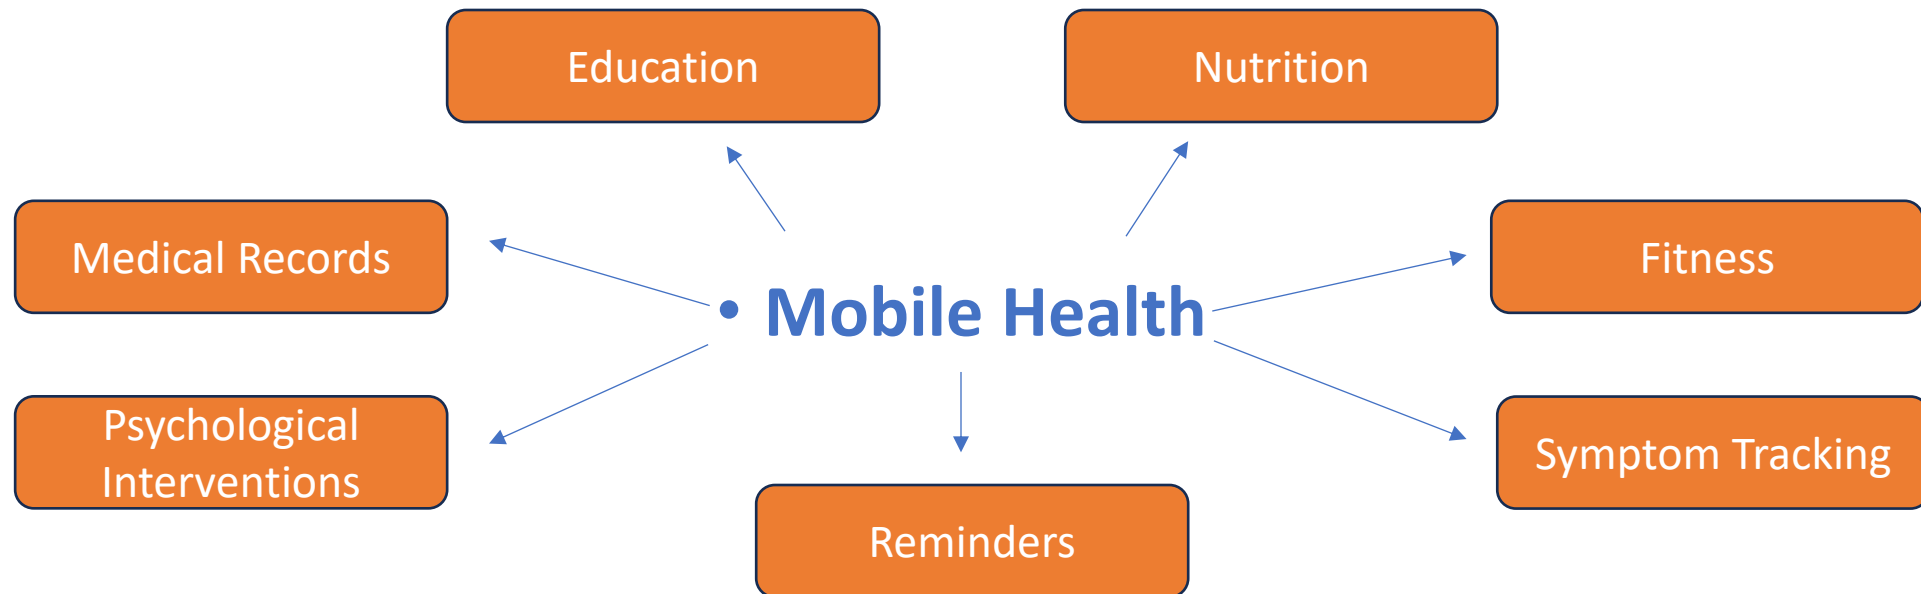 Education
Nutrition
Medical Records
Fitness
• Mobile Health
Psychological
Interventions
Symptom Tracking
Reminders